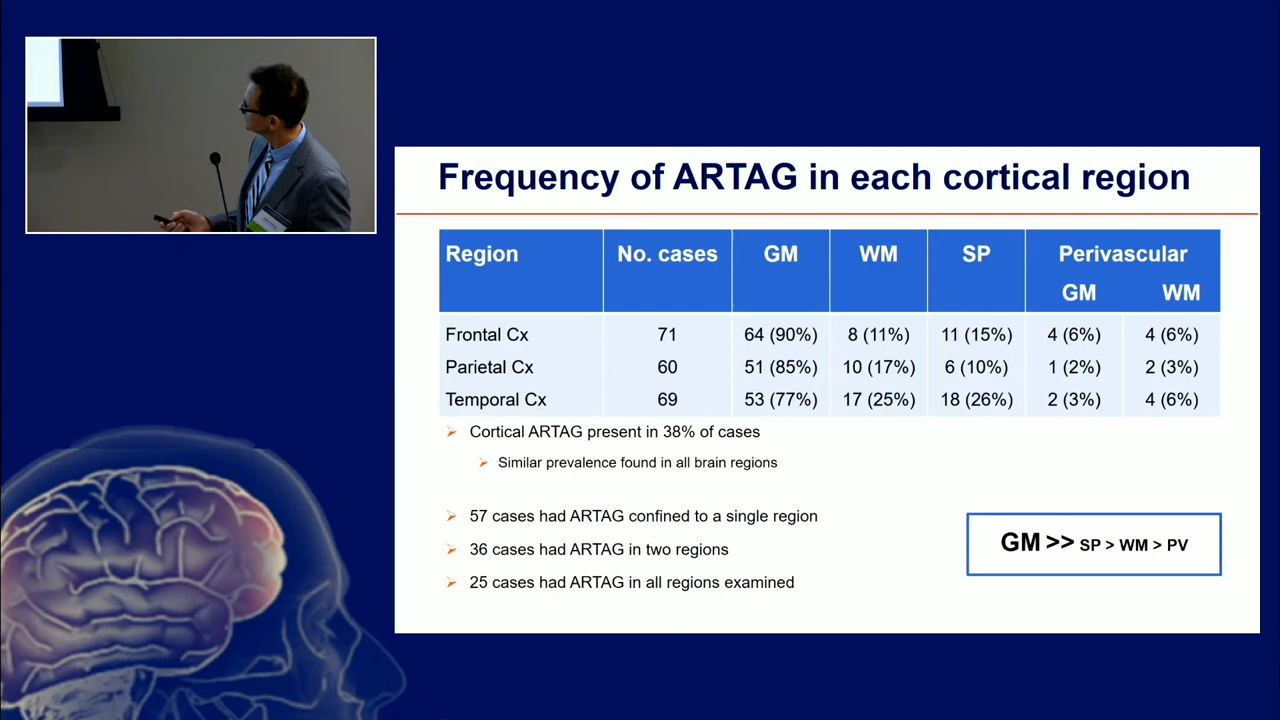 Frequency of ARTAG in each cortical region
Region No. cases GM WM SP Perivascular
GM WM
Frontal Cx 71 64 (90%) 8 (11%) 11 (15%) 4 (6%) 4 (6%)
Parietal Cx 60 51 (85%) 10 (17%) 6 (10%) 1 (2%) 2 (3%)
Temporal Cx 69 53 (77%) 17 (25%) 18 (26%) 2 (3%) 4 (6%)
Cortical ARTAG present in 38% of cases
Similar prevalence found in all brain regions
57 cases had ARTAG confined to a single region
36 cases had ARTAG in two regions
25 cases had ARTAG in all regions examined
GM >> SP > WM > PV